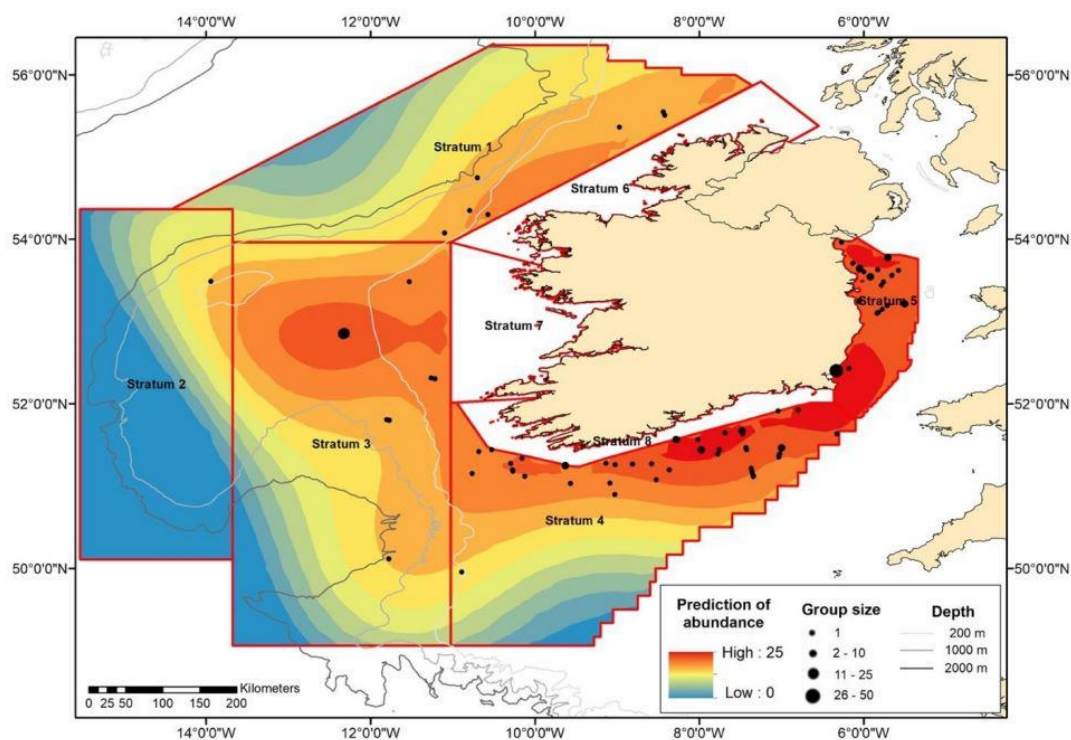 14°0'0"W 12°0'0"W 10°0'0"W 8°0'0"W 6°0'0"W
56°0'0"N 56°0'0"N
Stratum 1
Stratum 6
54°0'0"N 54°0'0"N
Stratum 5
Stratum 7
Stratum 2
52°0'0"N 52°0'0"N
Stratum 3
Stratum 8
Stratum 4
50°0'0"N 50°0'0"N
Prediction of
abundance
High : 25
Low : 0
Group size
1
2 - 10
11 - 25
26 - 50
Depth
200 m
1000 m
2000 m
Kilometers
0 25 50 100 150 200
14°0'0"W 12°0'0"W 10°0'0"W 8°0'0"W 6°0'0"W